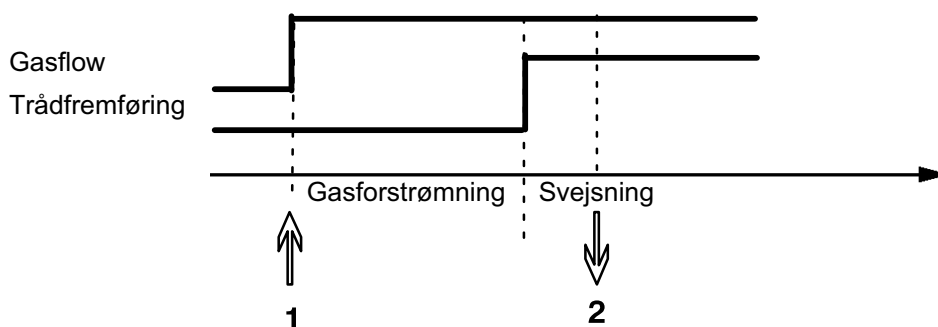 Gasflow
Trådfremføring
Gasforstrømning
Svejsning
1
2